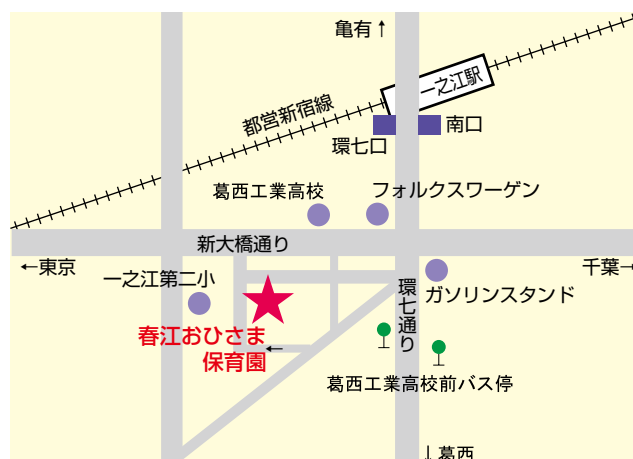 亀有↑
一之江駅
都営新宿線
南口
環七口
葛西工業高校
フォルクスワーゲン
新大橋通り
←東京
千葉→
一之江第二小
環七通り
ガソリンスタンド
春江おひさま
保育園
←
葛西工業高校前バス停
↓葛西